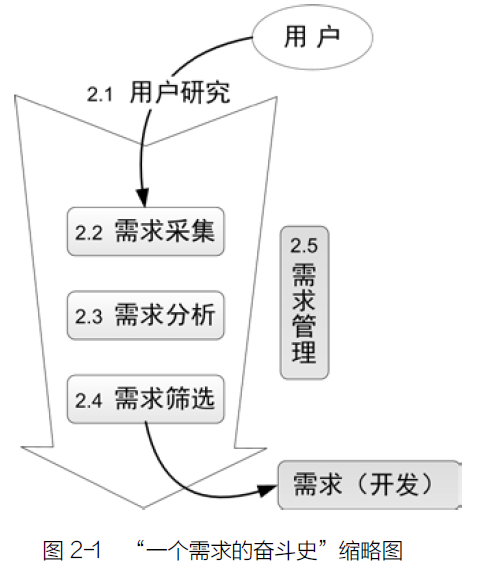 用户
2.1 用户研究
2.2 需求采集
2.5
需求管理
2.3 需求分析
2.4 需求筛选
需求（开发）
图 2-1 “一个需求的奋斗史”缩略图